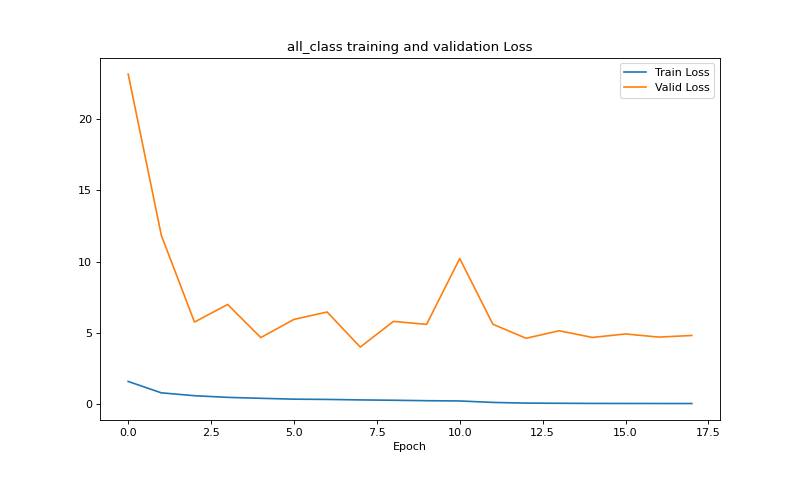 all_class training and validation Loss
Train Loss
Valid Loss
20
15
10
5
0
0.0 2.5 5.0 7.5 10.0 12.5 15.0 17.5
Epoch